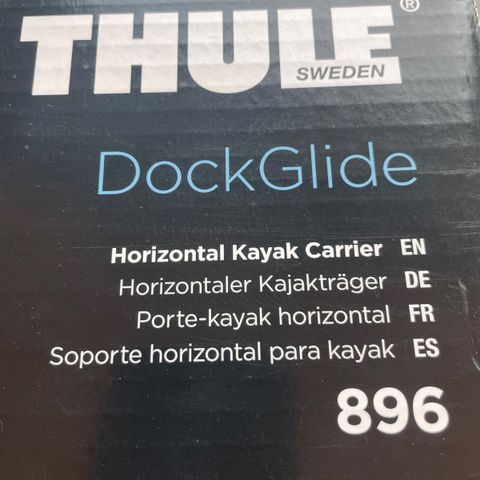 THULE®
SWEDEN
DockGlide
Horizontal Kayak Carrier EN
Horizontaler Kajakträger DE
Porte-kayak horizontal FR
Soporte horizontal para kayak ES
896